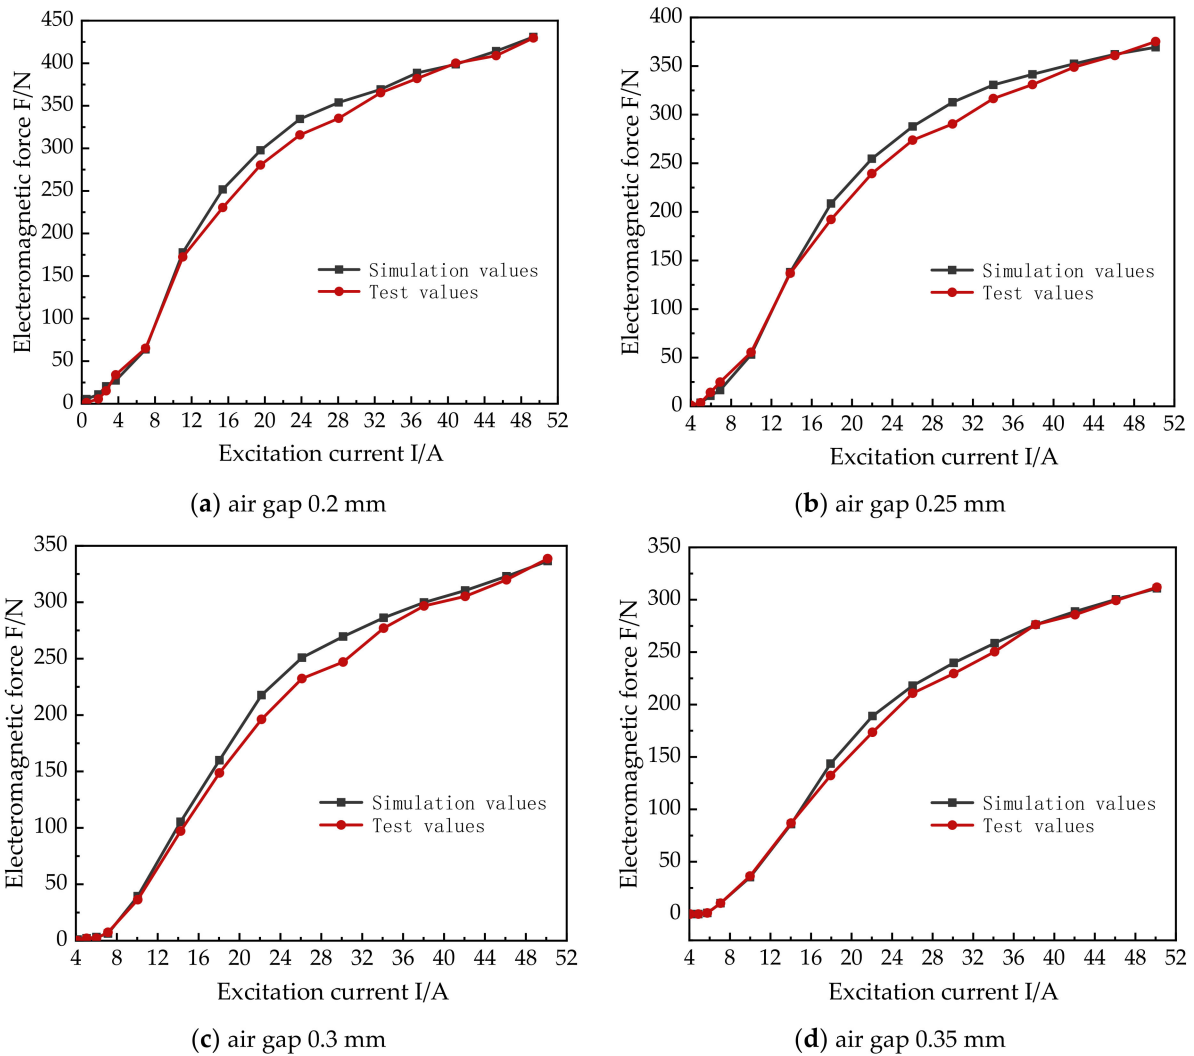 450
400
350
300
250
200
150
100
50
0
Electeromagnetic force F/N
Simulation values
Test values
0 4 8 12 16 20 24 28 32 36 40 44 48 52
Excitation current I/A
(a) air gap 0.2 mm
400
350
300
250
200
150
100
50
0
Electeromagnetic force F/N
Simulation values
Test values
4 8 12 16 20 24 28 32 36 40 44 48 52
Excitation current I/A
(b) air gap 0.25 mm
350
300
250
200
150
100
50
0
Electeromagnetic force F/N
Simulation values
Test values
4 8 12 16 20 24 28 32 36 40 44 48 52
Excitation current I/A
(c) air gap 0.3 mm
350
300
250
200
150
100
50
0
Electeromagnetic force F/N
Simulation values
Test values
4 8 12 16 20 24 28 32 36 40 44 48 52
Excitation current I/A
(d) air gap 0.35 mm